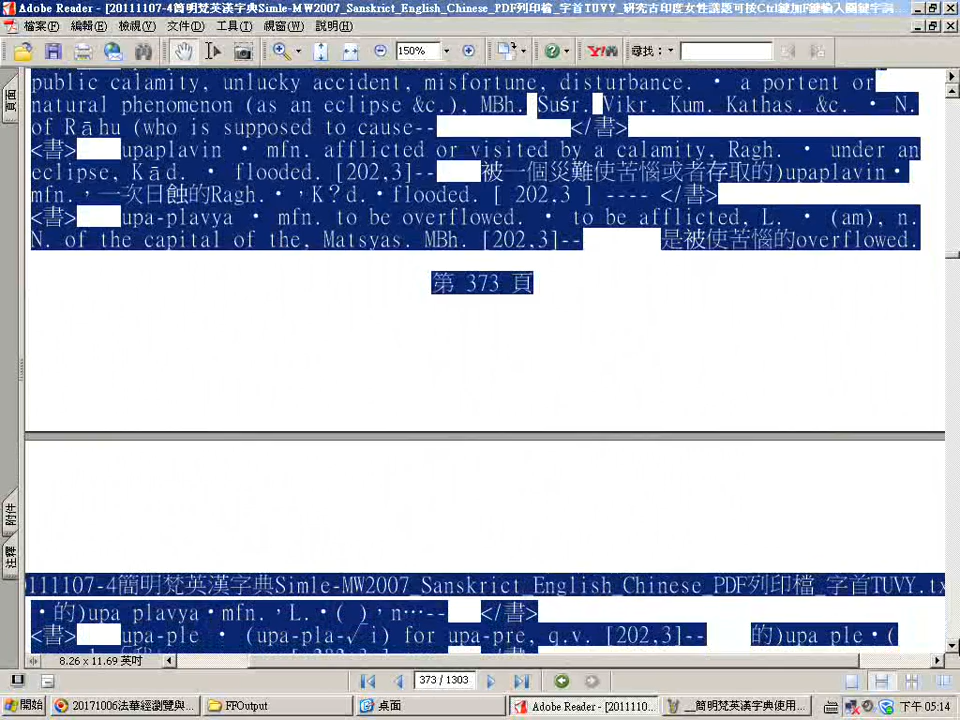 Adobe Reader - [20111107-4簡明梵英漢字典Simle-MW2007_Sanskrict_English_Chinese_PDF列印檔_字首TUVY_研究古印度女性議題可按Ctrl鍵加F鍵輸入關鍵字詞...
檔案(F) 編輯(E) 檢視(V) 文件(D) 工具(T) 視窗(W) 說明(H)
150% Y! 尋找:
頁面
public calamity, unlucky accident, misfortune, disturbance. • a portent or
natural phenomenon (as an eclipse &c.), MBh. Suśr. Vikr. Kum. Kathas. &c. • N.
of Rāhu (who is supposed to cause-- </書>
<書> upaplavin • mfn. afflicted or visited by a calamity, Ragh. • under an
eclipse, Kād. • flooded. [202,3]-- 被一個災難使苦惱或者存取的)upaplavin•
mfn.,一次日蝕的Ragh.•,K?d.•flooded.[ 202,3 ] ---- </書>
<書> upa-plavya • mfn. to be overflowed. • to be afflicted, L. • (am), n.
N. of the capital of the, Matsyas. MBh. [202,3]-- 是被使苦惱的overflowed.
第 373 頁
附件
注釋
111107-4簡明梵英漢字典Simle-MW2007_Sanskrict_English_Chinese_PDF列印檔_字首TUVY.tx
•的)upa plavya•mfn.,L.•( ),n…-- </書>
<書> upa-ple • (upa-pla-√i) for upa-pre, q.v. [202,3]-- 的)upa ple•(
8.26 x 11.69 英吋
373 / 1303
開始 20171006法華經瀏覽與... FFOutput 桌面 Adobe Reader - [2011110... __簡明梵英漢字典使用... 下午 05:14